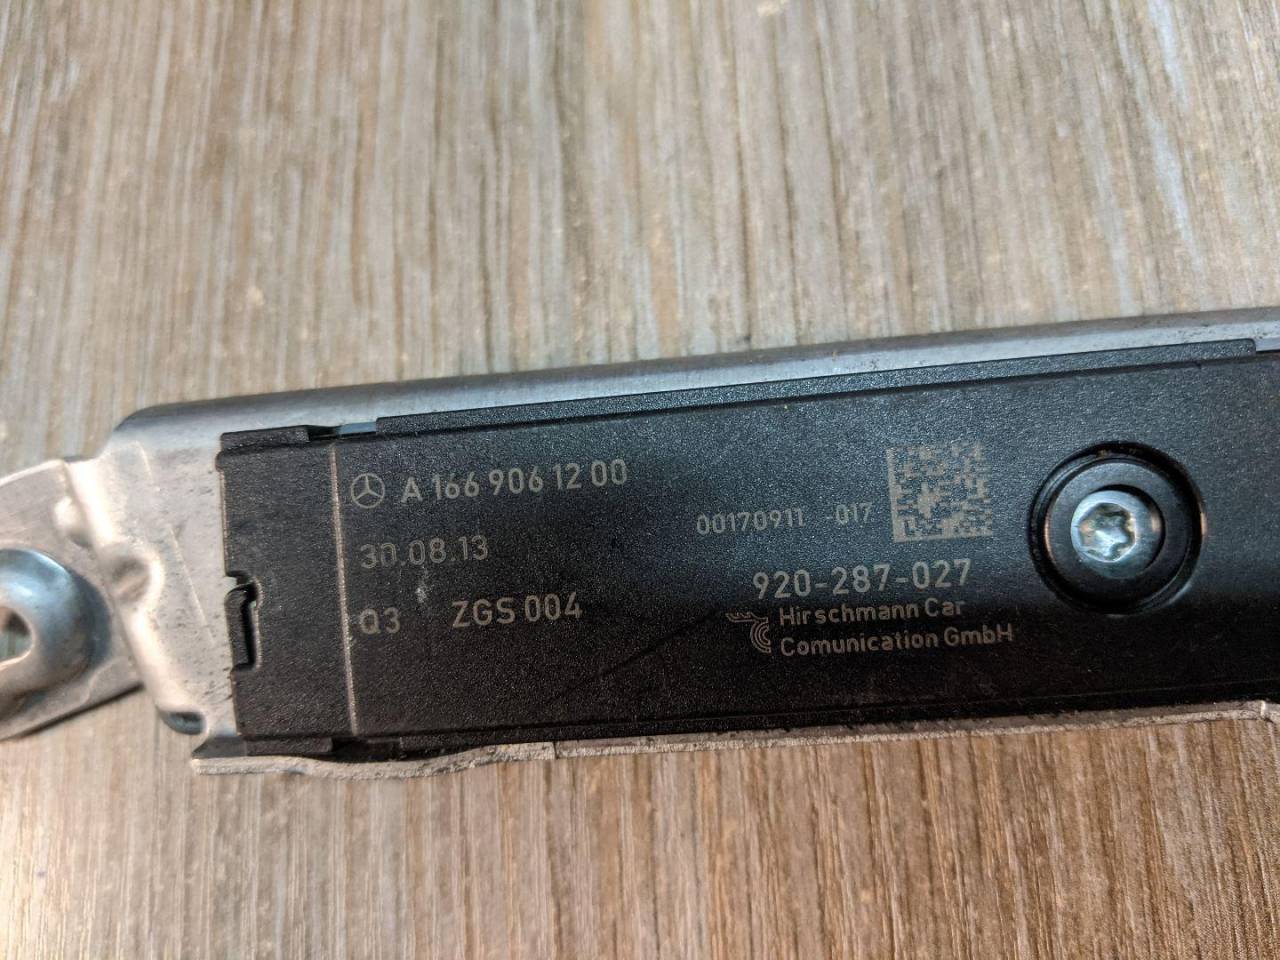 A 166 906 12 00
30.08.13
00170911 -017
Q3 ZGS 004
920-287-027
Hirschmann Car
Comunication GmbH